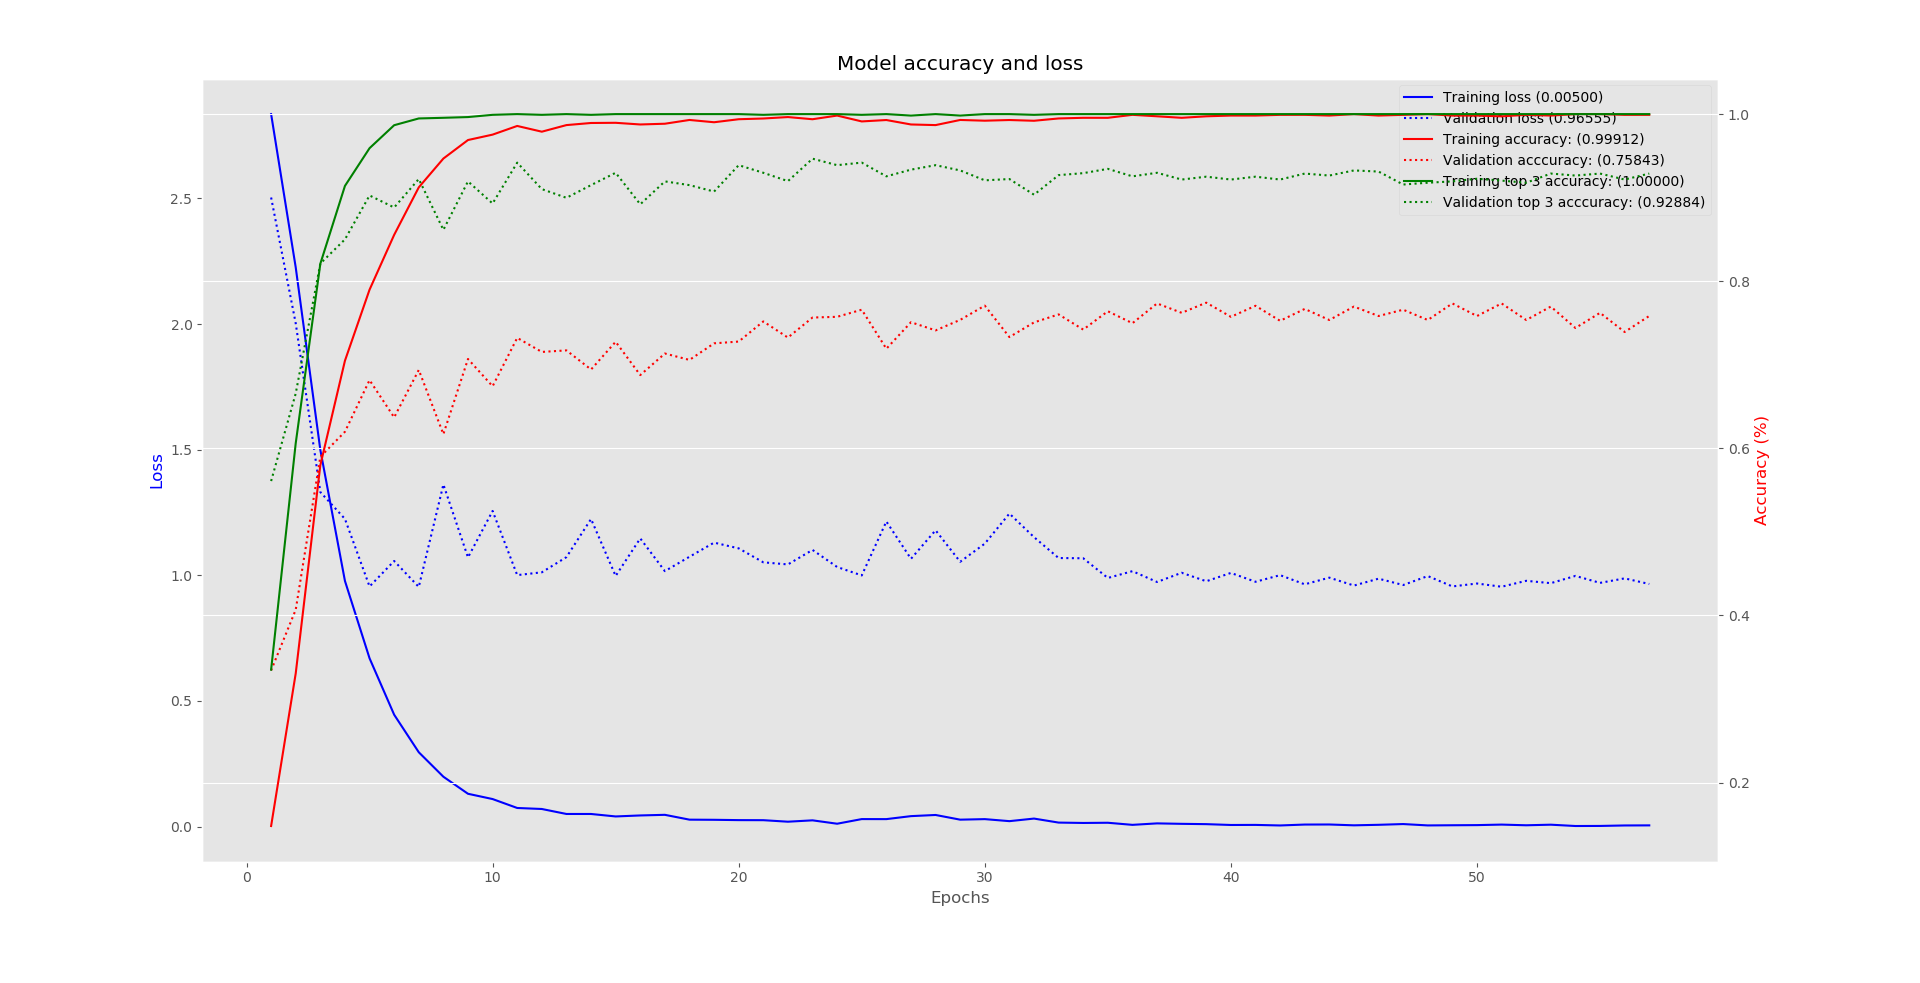 Model accuracy and loss
Training loss (0.00500)
Validation loss (0.96555)
Training accuracy: (0.99912)
Validation acccuracy: (0.75843)
Training top 3 accuracy: (1.00000)
Validation top 3 acccuracy: (0.92884)
2.5
2.0
1.5
1.0
0.5
0.0
Loss
1.0
0.8
0.6
0.4
0.2
Accuracy (%)
0 10 20 30 40 50
Epochs